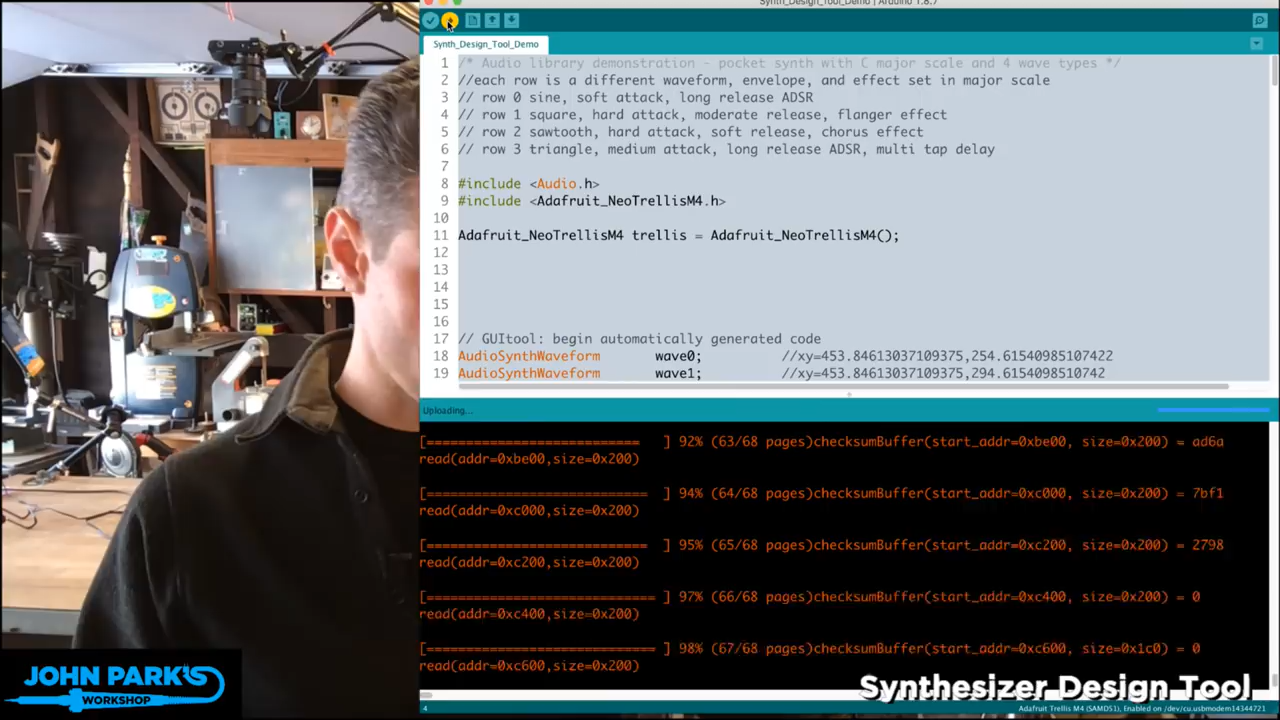 Synth_Design_Tool_Demo | Arduino 1.8.7
Synth_Design_Tool_Demo
1 /* Audio library demonstration - pocket synth with C major scale and 4 wave types */
2 //each row is a different waveform, envelope, and effect set in major scale
3 // row 0 sine, soft attack, long release ADSR
4 // row 1 square, hard attack, moderate release, flanger effect
5 // row 2 sawtooth, hard attack, soft release, chorus effect
6 // row 3 triangle, medium attack, long release ADSR, multi tap delay
7
8 #include <Audio.h>
9 #include <Adafruit_NeoTrellisM4.h>
10
11 Adafruit_NeoTrellisM4 trellis = Adafruit_NeoTrellisM4();
12
13
14
15
16
17 // GUItool: begin automatically generated code
18 AudioSynthWaveform wave0; //xy=453.84613037109375,254.61540985107422
19 AudioSynthWaveform wave1; //xy=453.84613037109375,294.6154098510742
Uploading...
[=========================== ] 92% (63/68 pages)checksumBuffer(start_addr=0xbe00, size=0x200) = ad6a
read(addr=0xbe00,size=0x200)
[============================ ] 94% (64/68 pages)checksumBuffer(start_addr=0xc000, size=0x200) = 7bf1
read(addr=0xc000,size=0x200)
[============================ ] 95% (65/68 pages)checksumBuffer(start_addr=0xc200, size=0x200) = 2798
read(addr=0xc200,size=0x200)
[============================= ] 97% (66/68 pages)checksumBuffer(start_addr=0xc400, size=0x200) = 0
read(addr=0xc400,size=0x200)
[============================= ] 98% (67/68 pages)checksumBuffer(start_addr=0xc600, size=0x1c0) = 0
read(addr=0xc600,size=0x200)
JOHN PARK'S
WORKSHOP
Synthesizer Design Tool
4 Adafruit Trellis M4 (SAMD51), Enabled on /dev/cu.usbmodem14344721